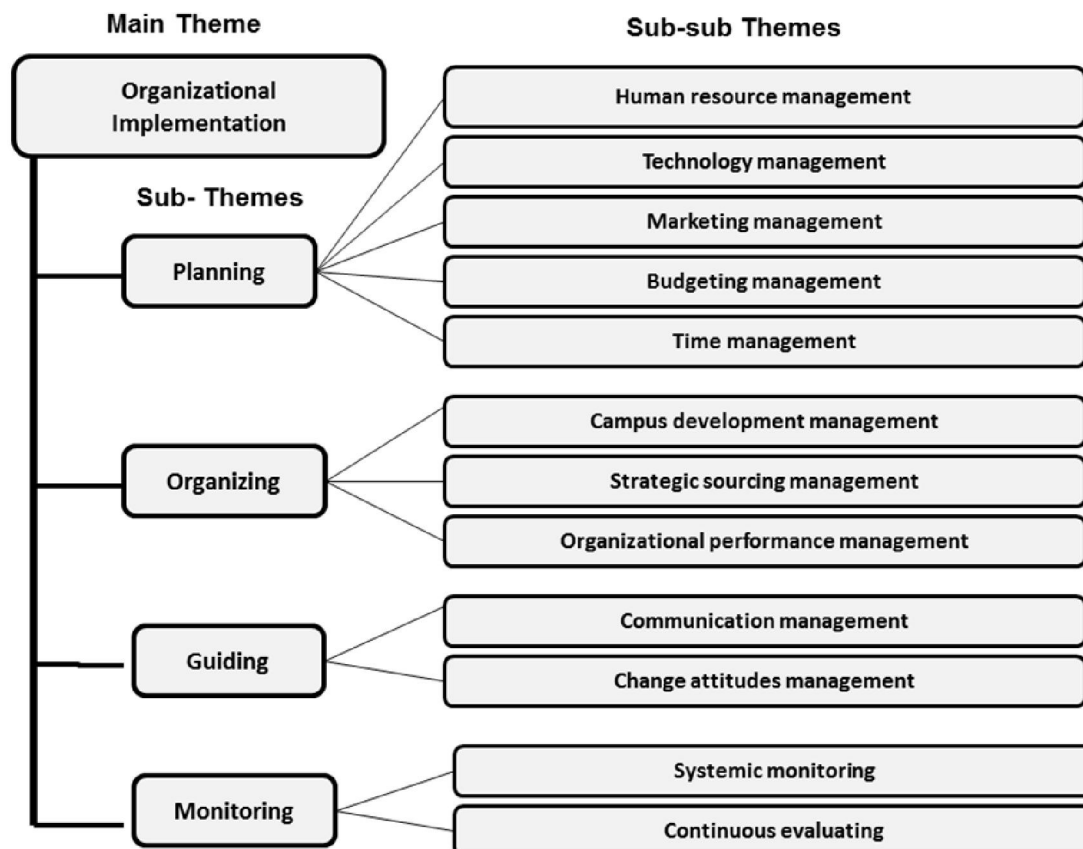 Main Theme
Sub-sub Themes
Organizational
Implementation
Human resource management
Technology management
Sub- Themes
Marketing management
Planning
Budgeting management
Time management
Campus development management
Organizing
Strategic sourcing management
Organizational performance management
Communication management
Guiding
Change attitudes management
Systemic monitoring
Monitoring
Continuous evaluating